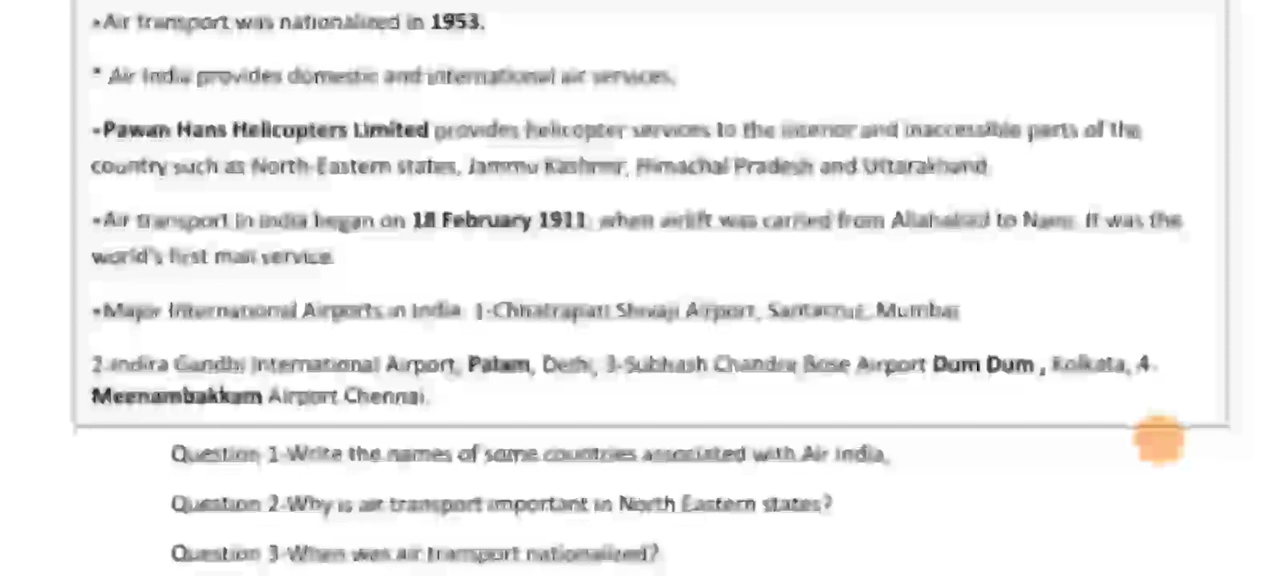 •Air transport was nationalized in 1953.
* Air India provides domestic and international air services.
•Pawan Hans Helicopters Limited provides helicopter services to the interior and inaccessible parts of the
country such as North-Eastern states, Jammu Kashmir, Himachal Pradesh and Uttarakhand
•Air transport in India began on 18 February 1911 when airlift was carried from Allahabad to Naini. It was the
world's first mail service.
•Major International Airports in India 1-Chhatrapati Shivaji Airport, Santacruz, Mumbai
2-Indira Gandhi International Airport, Palam, Delhi, 3-Subhash Chandra Bose Airport Dum Dum , Kolkata, 4-
Meenambakkam Airport Chennai.
Question 1-Write the names of some countries associated with Air India.
Question 2-Why is air transport important in North Eastern states?
Question 3-When was air transport nationalized?